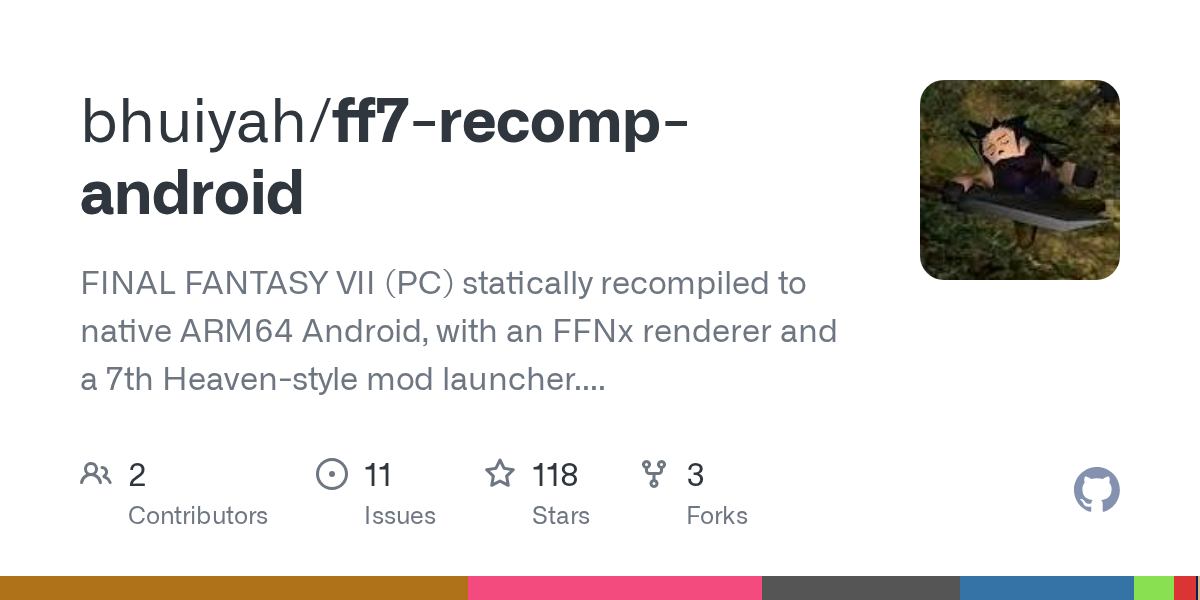 bhuiyah/ff7-recomp-
android
FINAL FANTASY VII (PC) statically recompiled to
native ARM64 Android, with an FFNx renderer and
a 7th Heaven-style mod launcher....
2 11 118 3
Contributors Issues Stars Forks